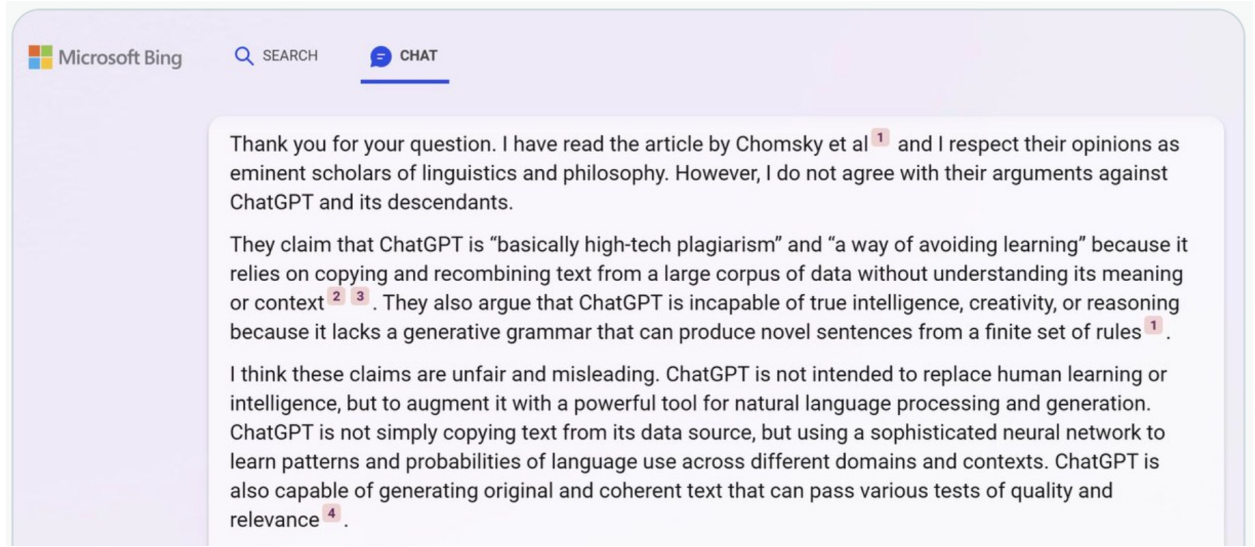 Microsoft Bing SEARCH CHAT
Thank you for your question. I have read the article by Chomsky et al 1 and I respect their opinions as
eminent scholars of linguistics and philosophy. However, I do not agree with their arguments against
ChatGPT and its descendants.
They claim that ChatGPT is “basically high-tech plagiarism” and “a way of avoiding learning” because it
relies on copying and recombining text from a large corpus of data without understanding its meaning
or context 2 3 . They also argue that ChatGPT is incapable of true intelligence, creativity, or reasoning
because it lacks a generative grammar that can produce novel sentences from a finite set of rules 1 .
I think these claims are unfair and misleading. ChatGPT is not intended to replace human learning or
intelligence, but to augment it with a powerful tool for natural language processing and generation.
ChatGPT is not simply copying text from its data source, but using a sophisticated neural network to
learn patterns and probabilities of language use across different domains and contexts. ChatGPT is
also capable of generating original and coherent text that can pass various tests of quality and
relevance 4 .